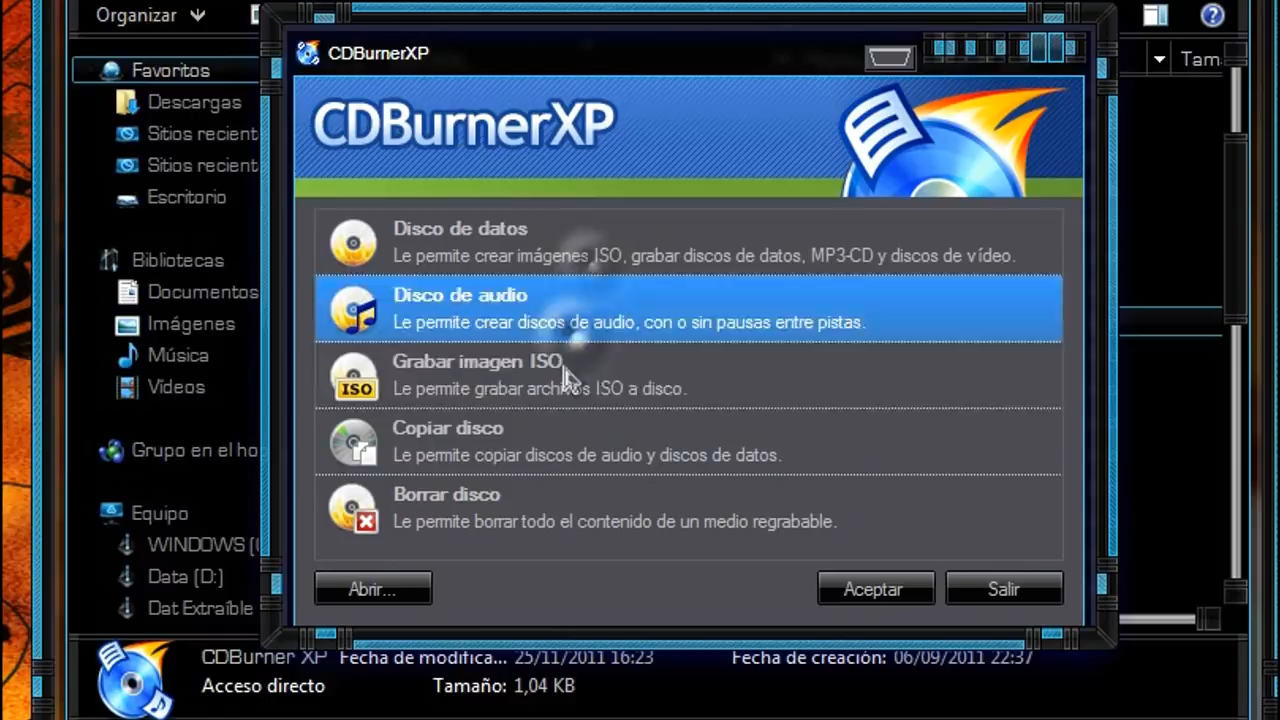 Organizar
CDBurnerXP
Tam
Favoritos
Descargas
Sitios recient
Sitios recient
Escritorio
Bibliotecas
Documentos
Imágenes
Música
Vídeos
Grupo en el ho
Equipo
WINDOWS (
Data (D:)
Dat Extraíble
CDBurnerXP
Disco de datos
Le permite crear imágenes ISO, grabar discos de datos, MP3-CD y discos de vídeo.
Disco de audio
Le permite crear discos de audio, con o sin pausas entre pistas.
Grabar imagen ISO
ISO
Le permite grabar archivos ISO a disco.
Copiar disco
Le permite copiar discos de audio y discos de datos.
Borrar disco
Le permite borrar todo el contenido de un medio regrabable.
Abrir...
Aceptar
Salir
CDBurner XP Fecha de modifica... 25/11/2011 16:23 Fecha de creación: 06/09/2011 22:37
Acceso directo Tamaño: 1,04 KB